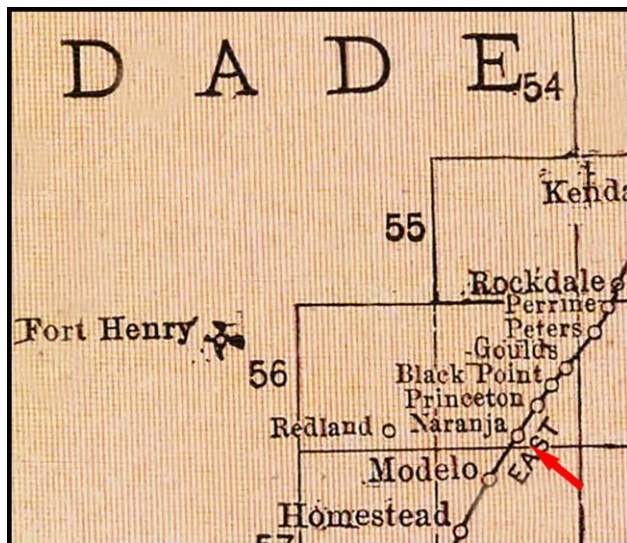 DADE
54
Kenda
55
Rockdale
Perrine
Fort Henry
Peters
Goulds
56
Black Point
Princeton
Redland
Naranja
EAST
Modelo
Homestead
57